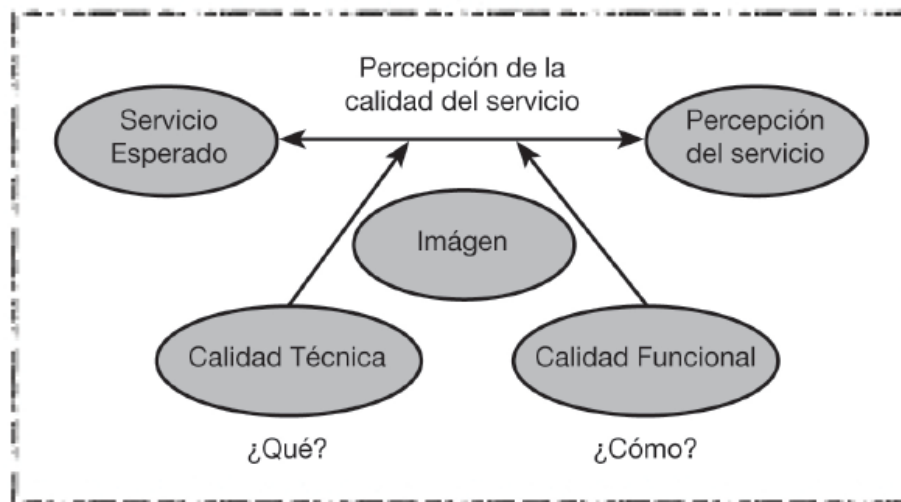 Percepción de la
calidad del servicio
Servicio
Esperado
Percepción
del servicio
Imágen
Calidad Técnica
Calidad Funcional
¿Qué?
¿Cómo?